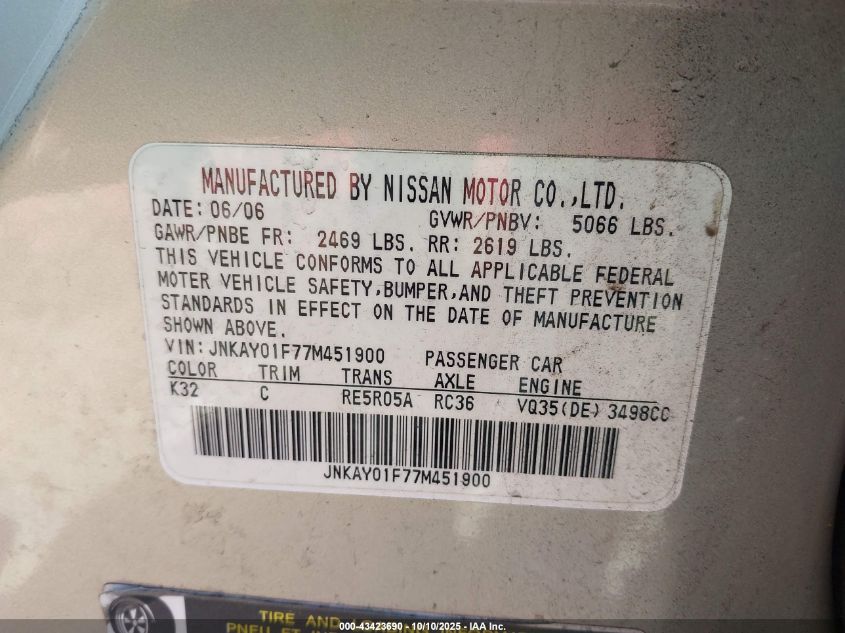 MANUFACTURED BY NISSAN MOTOR CO.,LTD.
DATE: 06/06 GVWR/PNBV: 5066 LBS.
GAWR/PNBE FR: 2469 LBS. RR: 2619 LBS.
THIS VEHICLE CONFORMS TO ALL APPLICABLE FEDERAL
MOTER VEHICLE SAFETY,BUMPER,AND THEFT PREVENTION
STANDARDS IN EFFECT ON THE DATE OF MANUFACTURE
SHOWN ABOVE.
VIN: JNKAY01F77M451900 PASSENGER CAR
COLOR TRIM TRANS AXLE ENGINE
K32 C RE5R05A RC36 VQ35(DE) 3498CC
JNKAY01F77M451900
TIRE AND
PNEU ET
000-43423690 - 10/10/2025 - IAA Inc.